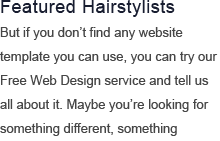 Featured Hairstylists
But if you don’t find any website
template you can use, you can try our
Free Web Design service and tell us
all about it. Maybe you’re looking for
something different, something